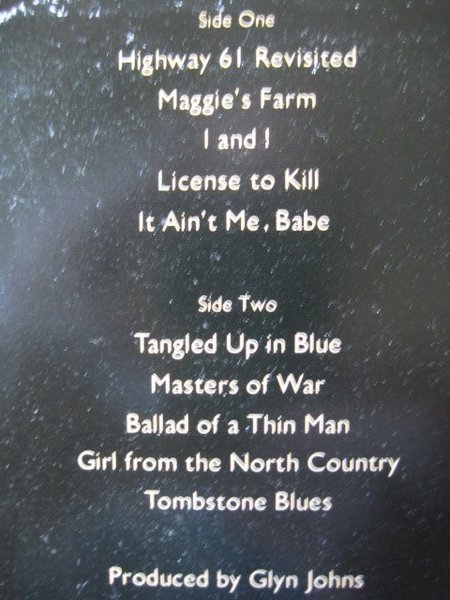 Side One
Highway 61 Revisited
Maggie's Farm
I and I
License to Kill
It Ain't Me, Babe
Side Two
Tangled Up in Blue
Masters of War
Ballad of a Thin Man
Girl from the North Country
Tombstone Blues
Produced by Glyn Johns